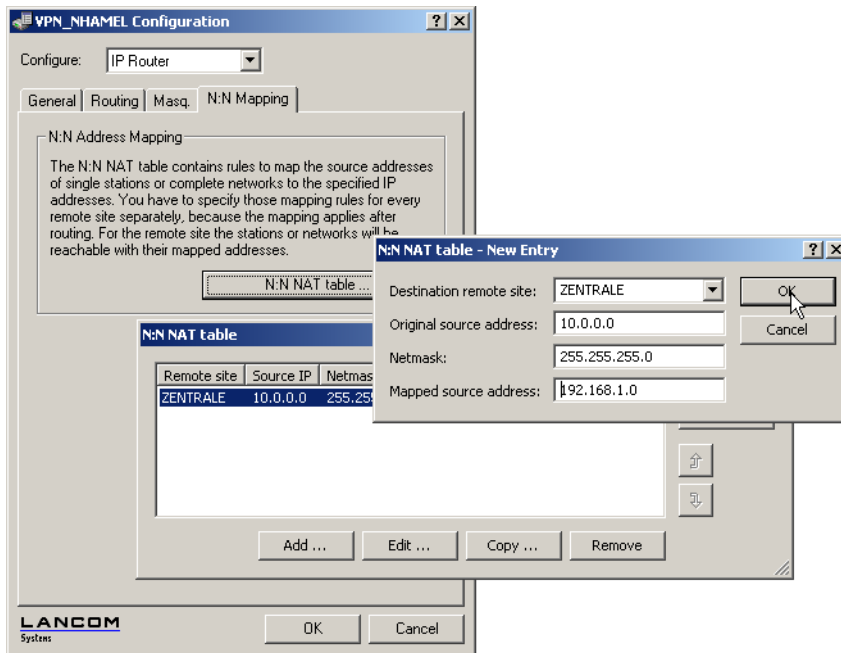 VPN_NHAMEL Configuration
Configure: IP Router
General Routing Masq. N:N Mapping
N:N Address Mapping
The N:N NAT table contains rules to map the source addresses
of single stations or complete networks to the specified IP
addresses. You have to specify those mapping rules for every
remote site separately, because the mapping applies after
routing. For the remote site the stations or networks will be
reachable with their mapped addresses.
N:N NAT table ...
N:N NAT table - New Entry
Destination remote site: ZENTRALE
Original source address: 10.0.0.0
Netmask: 255.255.255.0
Mapped source address: 192.168.1.0
OK
Cancel
N:N NAT table
Remote site Source IP
ZENTRALE 10.0.0.0
Add ... Edit ... Copy ... Remove
LANCOM
Systems
OK Cancel